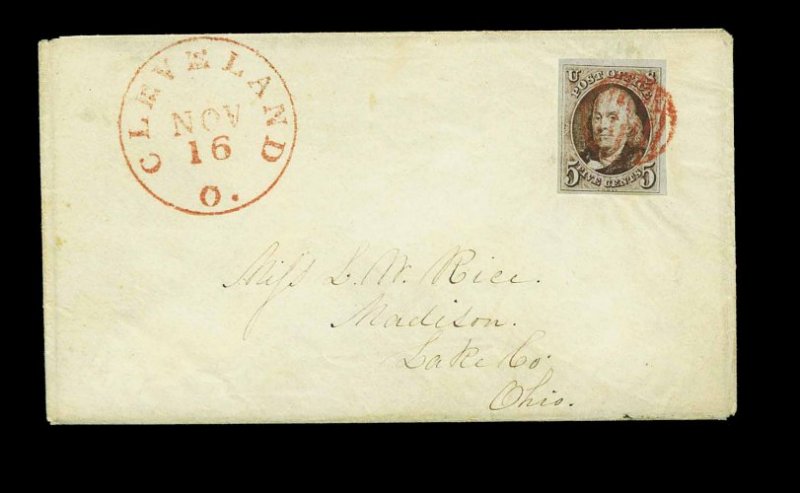 CLEVELAND
NOV
16
O.
U S
POST OFFICE
5 FIVE CENTS 5
Miſs L. W. Rice.
Madison.
Lake Co.
Ohio.